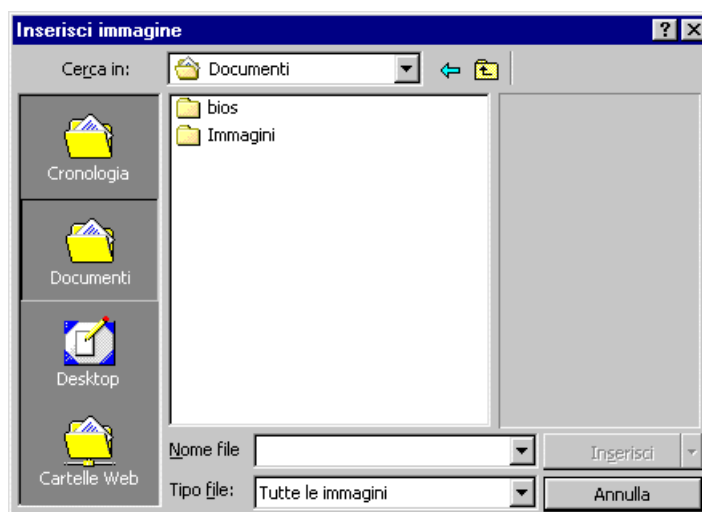 Inserisci immagine
Cerca in:
Documenti
bios
Immagini
Cronologia
Documenti
Desktop
Cartelle Web
Nome file
Inserisci
Tipo file:
Tutte le immagini
Annulla